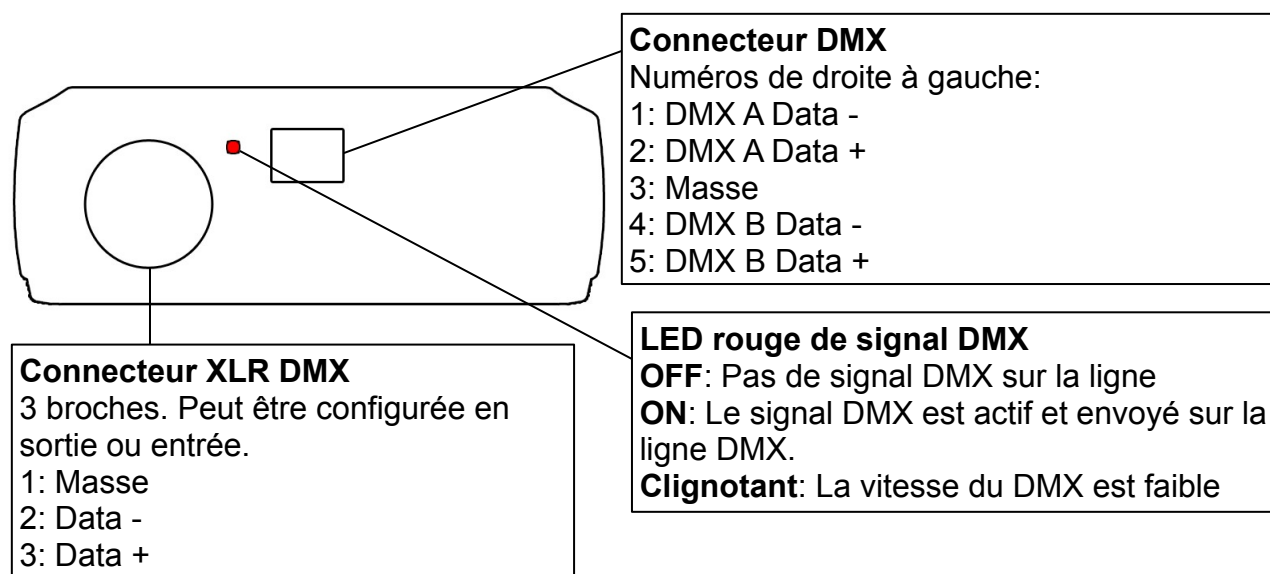 Connecteur DMX
Numéros de droite à gauche:
1: DMX A Data -
2: DMX A Data +
3: Masse
4: DMX B Data -
5: DMX B Data +
LED rouge de signal DMX
OFF: Pas de signal DMX sur la ligne
ON: Le signal DMX est actif et envoyé sur la
ligne DMX.
Clignotant: La vitesse du DMX est faible
Connecteur XLR DMX
3 broches. Peut être configurée en
sortie ou entrée.
1: Masse
2: Data -
3: Data +